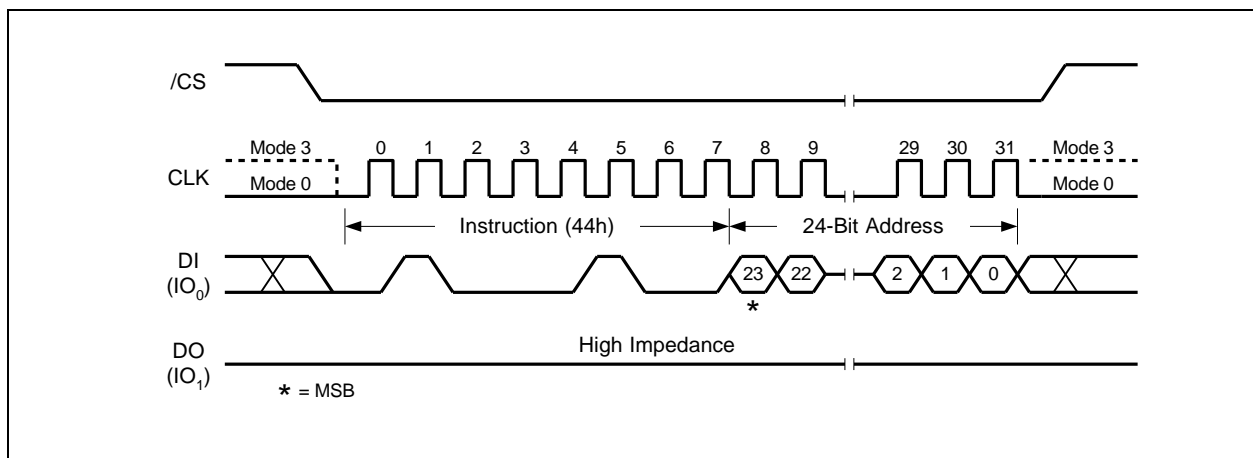 /CS
Mode 3 0 1 2 3 4 5 6 7 8 9 29 30 31 Mode 3
CLK
Mode 0 Mode 0
Instruction (44h) 24-Bit Address
DI
(IO0)
23 22 2 1 0
*
DO
(IO1)
High Impedance
* = MSB